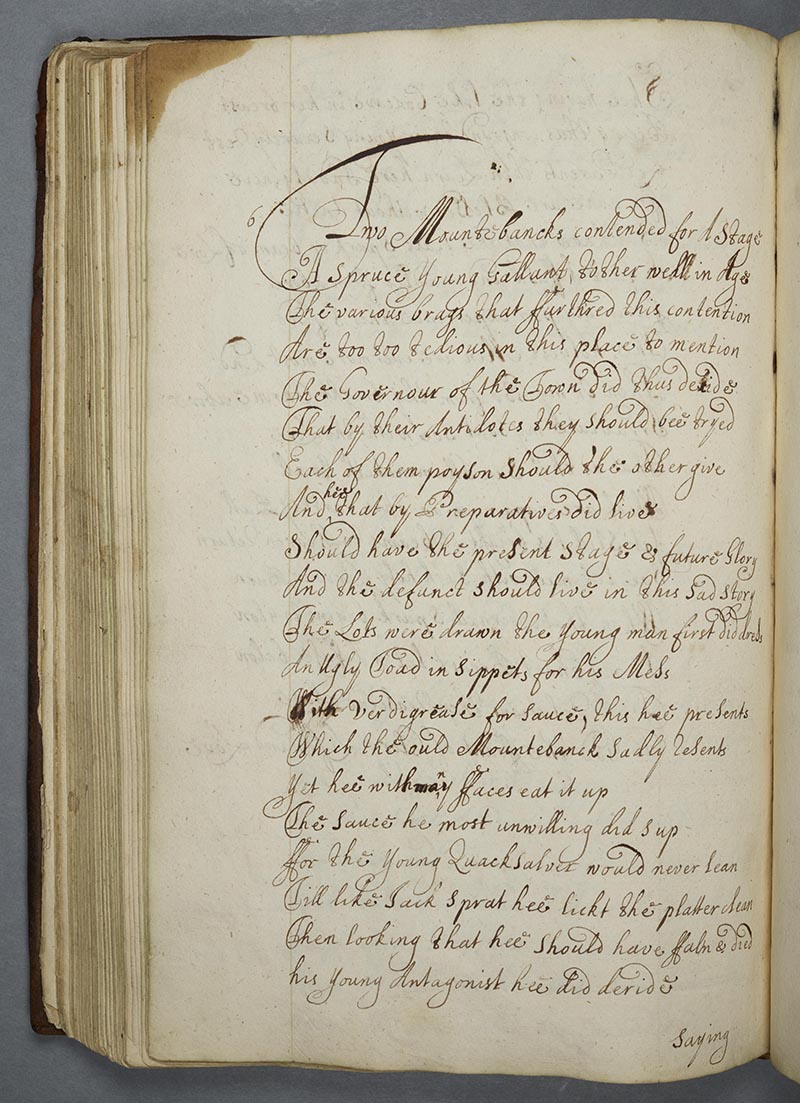 6
Two Mountebancks contended for A Stage
A Spruce Young Gallant, tother well in Age
The various brags that ffurthred this contention
Are too too tedious in this place to mention
The Governour of the Town did thus decide
That by their Antidotes they should bee tryed
Each of them poyson should the other give
And hee that by Preparatives did live
Should have the present Stage & future Glory
And the defunct should live in this sad story
The Lots were drawn the Young man first did dress
An Ugly Toad in Sippets for his Mess
With Verdigrease for sauce, this hee presents
Which the ould Mountebanck sadly resents
Yet hee with many ffaces eat it up
The sauce he most unwilling did sup
ffor the Young Quacksalver would never lean
Till like Jack Sprat hee lickt the platter clean
Then looking that hee should have ffaln & died
his Young Antagonist hee did deride
Saying